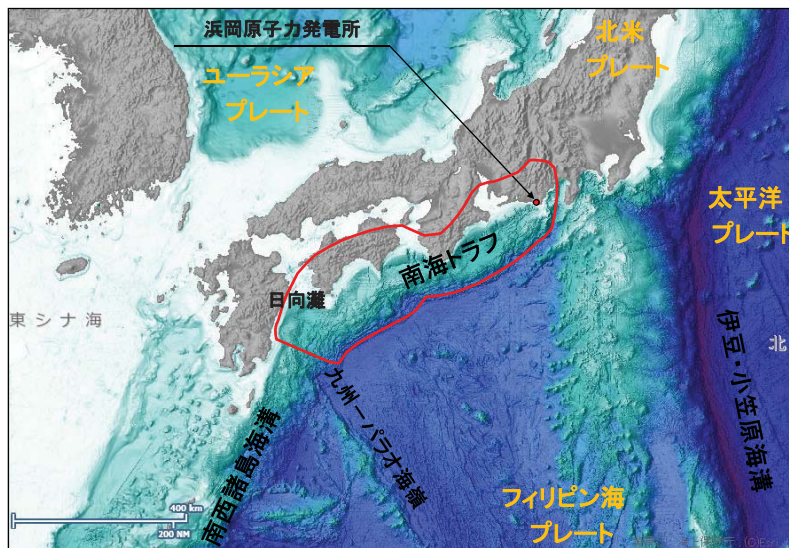 浜岡原子力発電所
北米
プレート
ユーラシア
プレート
太平洋
プレート
南海トラフ
日向灘
東シナ海
北
伊豆・小笠原海溝
九州－パラオ海嶺
南西諸島海溝
フィリピン海
プレート
400 km
200 NM